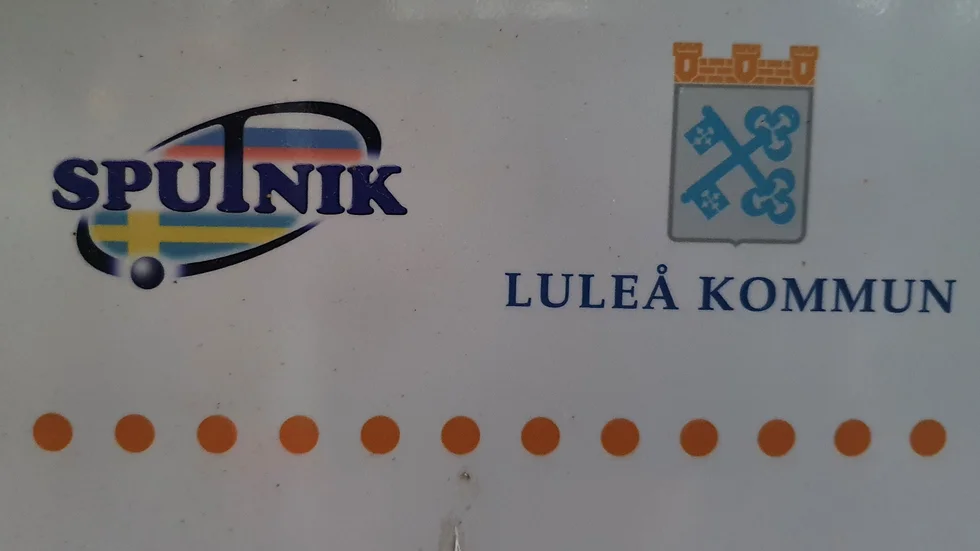 SPUTNIK
LULEÅ KOMMUN